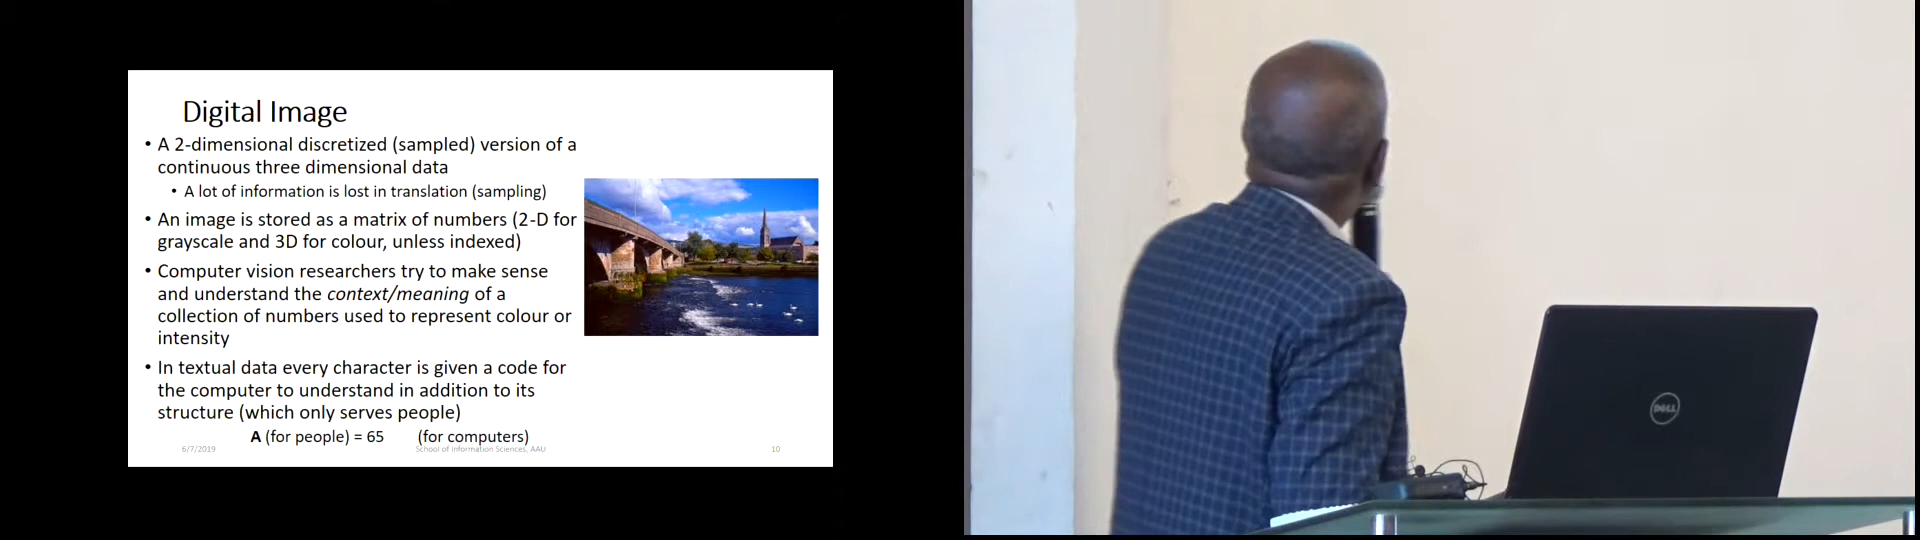 Digital Image
• A 2-dimensional discretized (sampled) version of a
continuous three dimensional data
• A lot of information is lost in translation (sampling)
• An image is stored as a matrix of numbers (2-D for
grayscale and 3D for colour, unless indexed)
• Computer vision researchers try to make sense
and understand the context/meaning of a
collection of numbers used to represent colour or
intensity
• In textual data every character is given a code for
the computer to understand in addition to its
structure (which only serves people)
A (for people) = 65 (for computers)
6/7/2019 School of Information Sciences, AAU 10
DELL